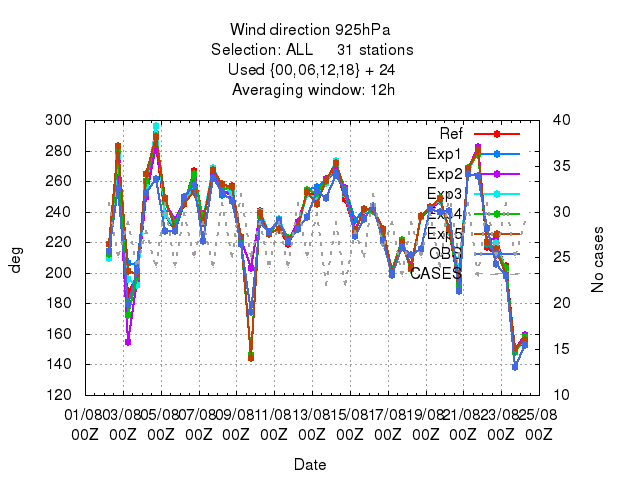 Wind direction 925hPa
Selection: ALL 31 stations
Used {00,06,12,18} + 24
Averaging window: 12h
300
280
260
240
220
200
180
160
140
120
deg
40
35
30
25
20
15
10
No cases
Ref
Exp1
Exp2
Exp3
Exp4
Exp5
OBS
CASES
01/08 03/08 05/08 07/08 09/08 11/08 13/08 15/08 17/08 19/08 21/08 23/08 25/08
00Z 00Z 00Z 00Z 00Z 00Z 00Z 00Z 00Z 00Z 00Z 00Z 00Z
Date